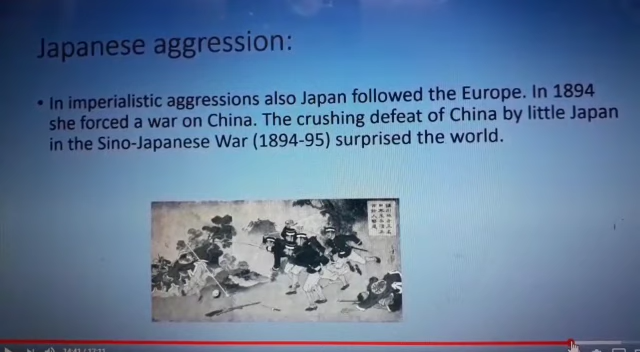 Japanese aggression:
• In imperialistic aggressions also Japan followed the Europe. In 1894
she forced a war on China. The crushing defeat of China by little Japan
in the Sino-Japanese War (1894-95) surprised the world.